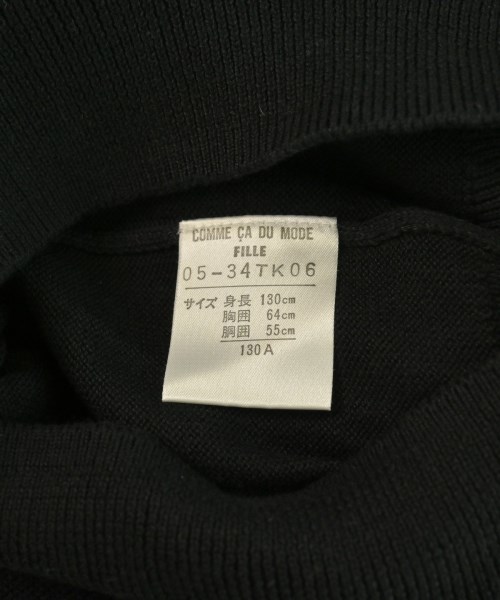 COMME ÇA DU MODE
FILLE
05-34TK06
サイズ 身長 130cm
胸囲 64cm
胴囲 55cm
130A